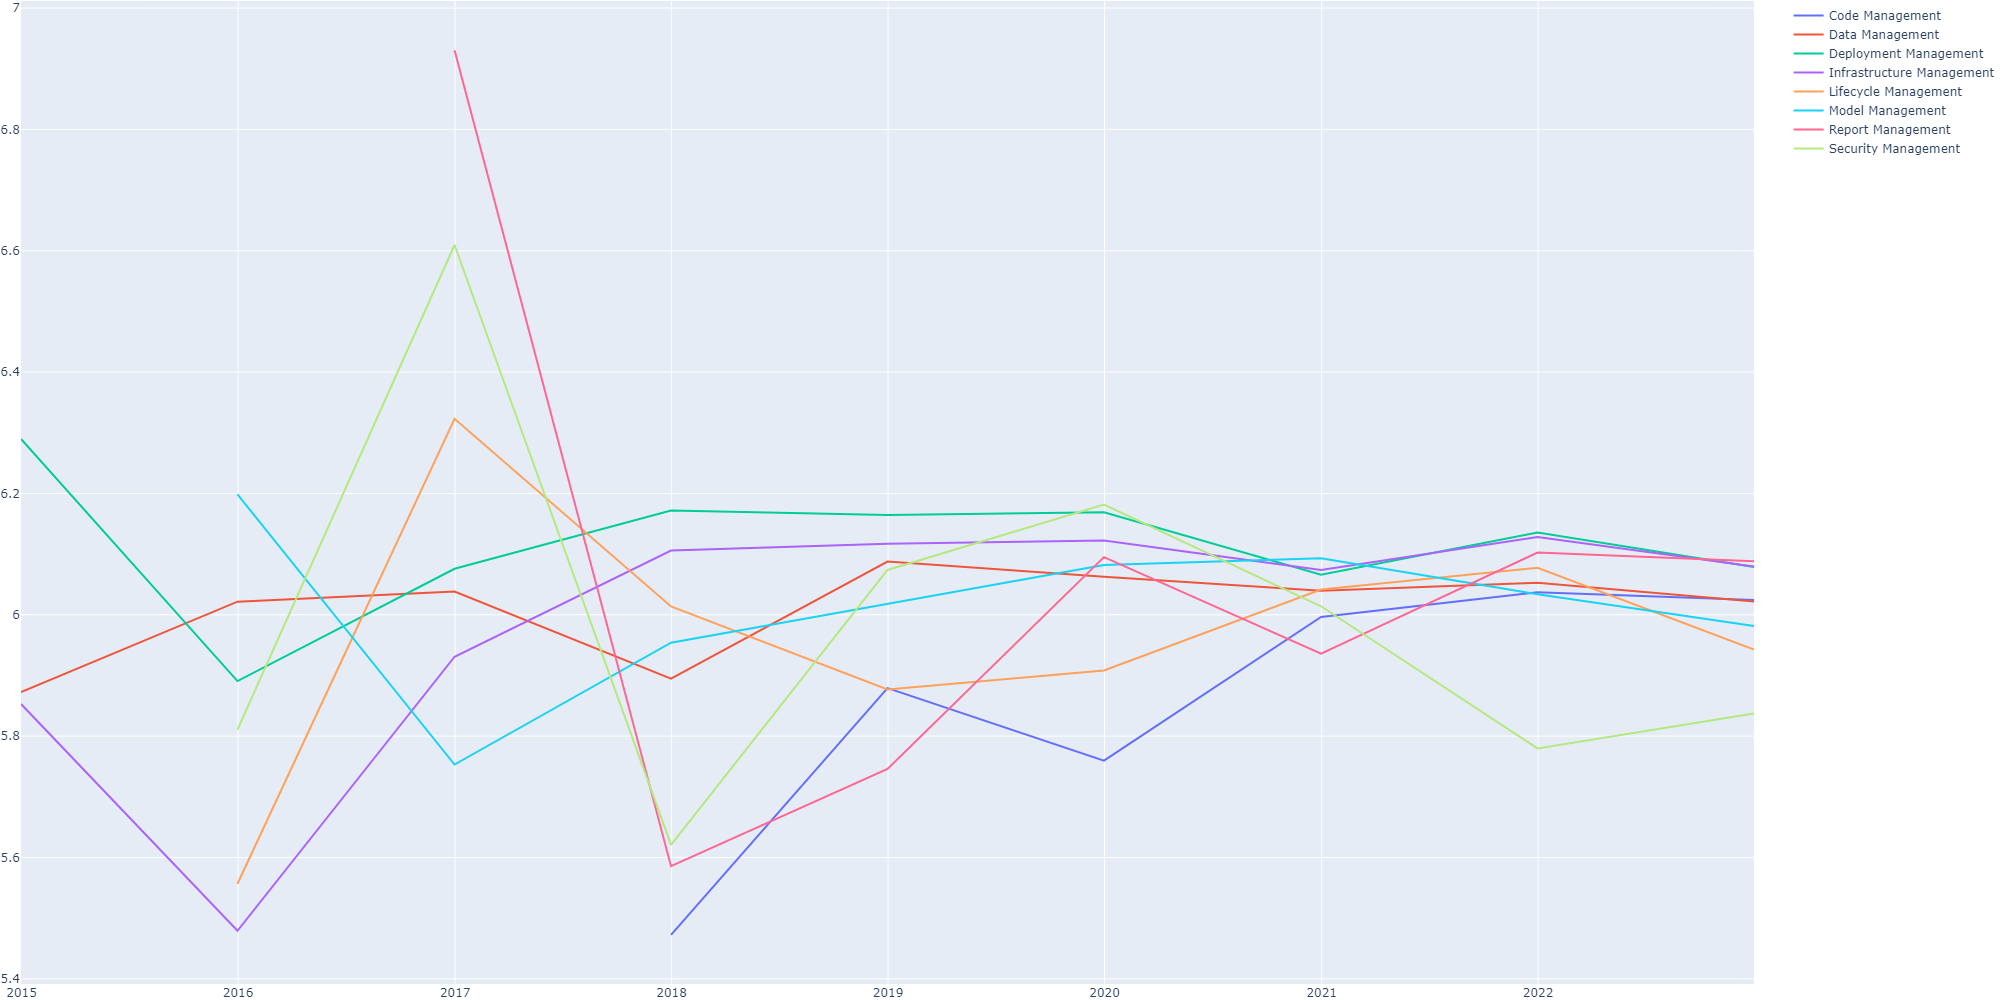 7
6.8
6.6
6.4
6.2
6
5.8
5.6
5.4
2015
2016
2017
2018
2019
2020
2021
2022
Code Management
Data Management
Deployment Management
Infrastructure Management
Lifecycle Management
Model Management
Report Management
Security Management